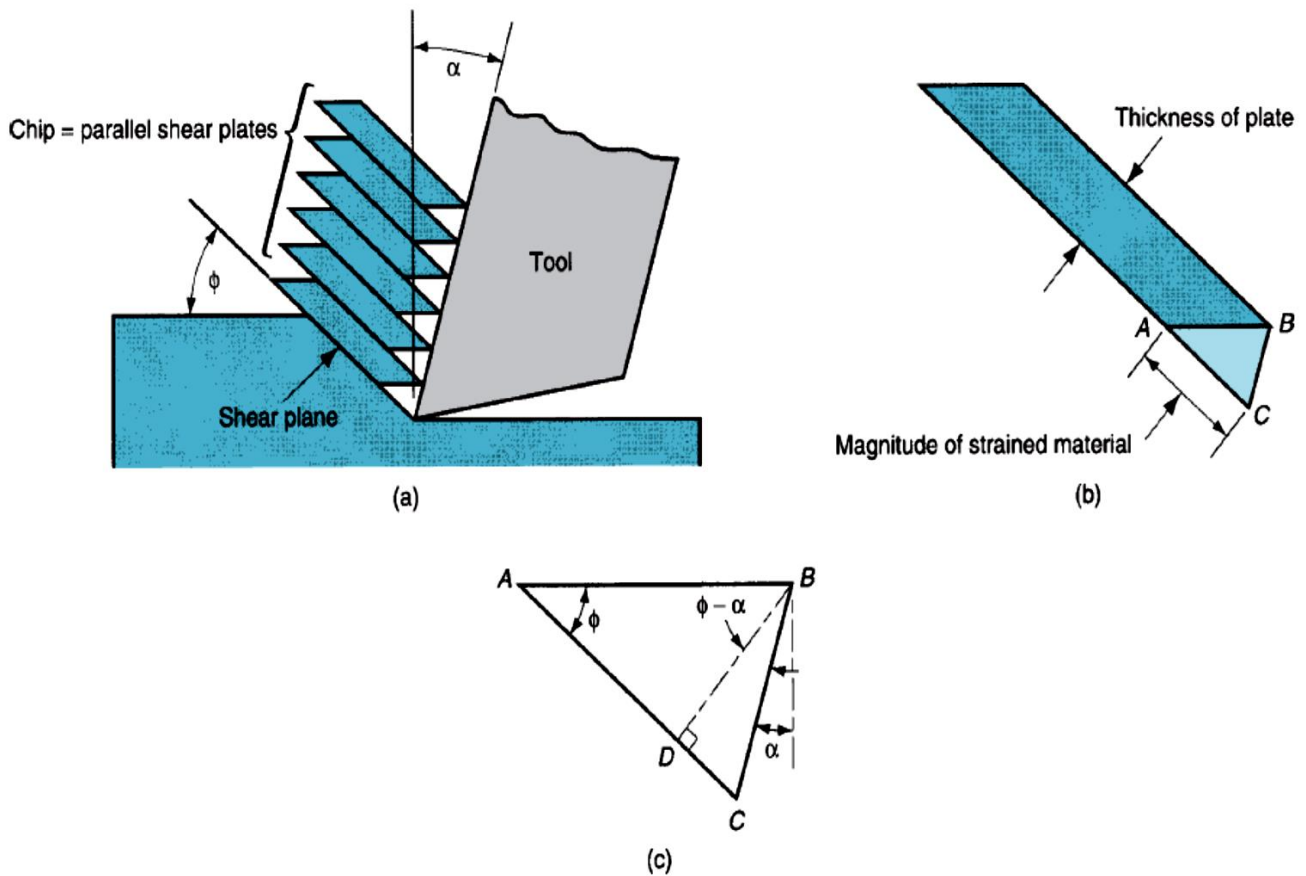 α
Chip = parallel shear plates
Tool
ϕ
Shear plane
(a)
Thickness of plate
A
B
C
Magnitude of strained material
(b)
A
B
ϕ
ϕ – α
D
α
C
(c)